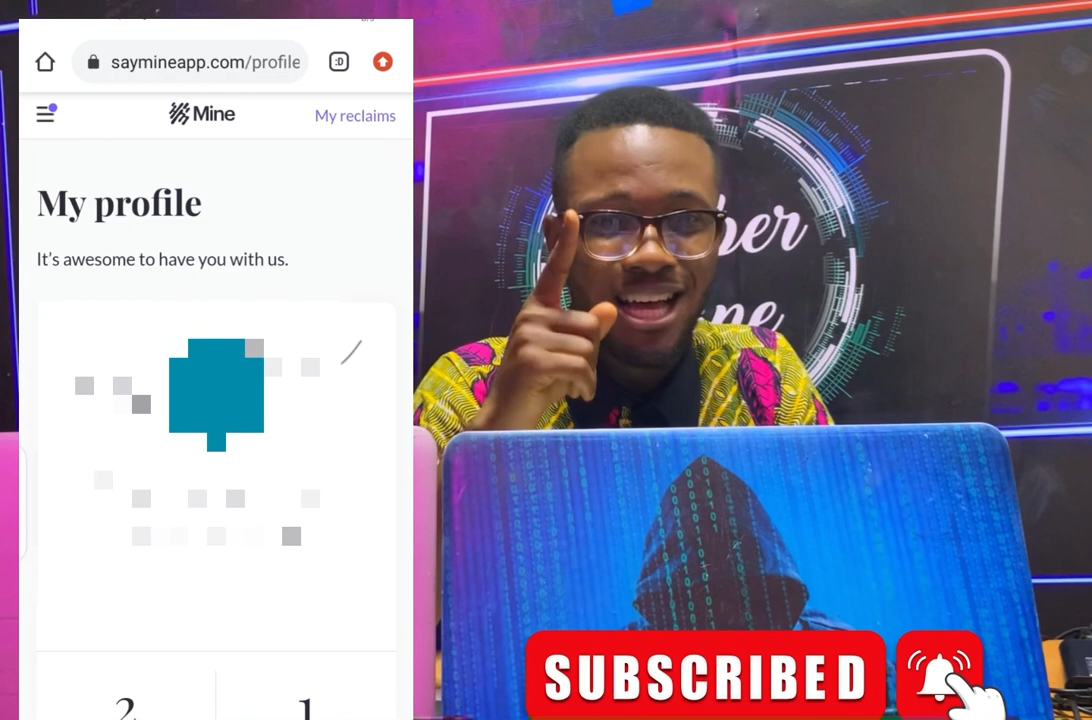 saymineapp.com/profile
Mine
My reclaims
My profile
It's awesome to have you with us.
2
1
SUBSCRIBED